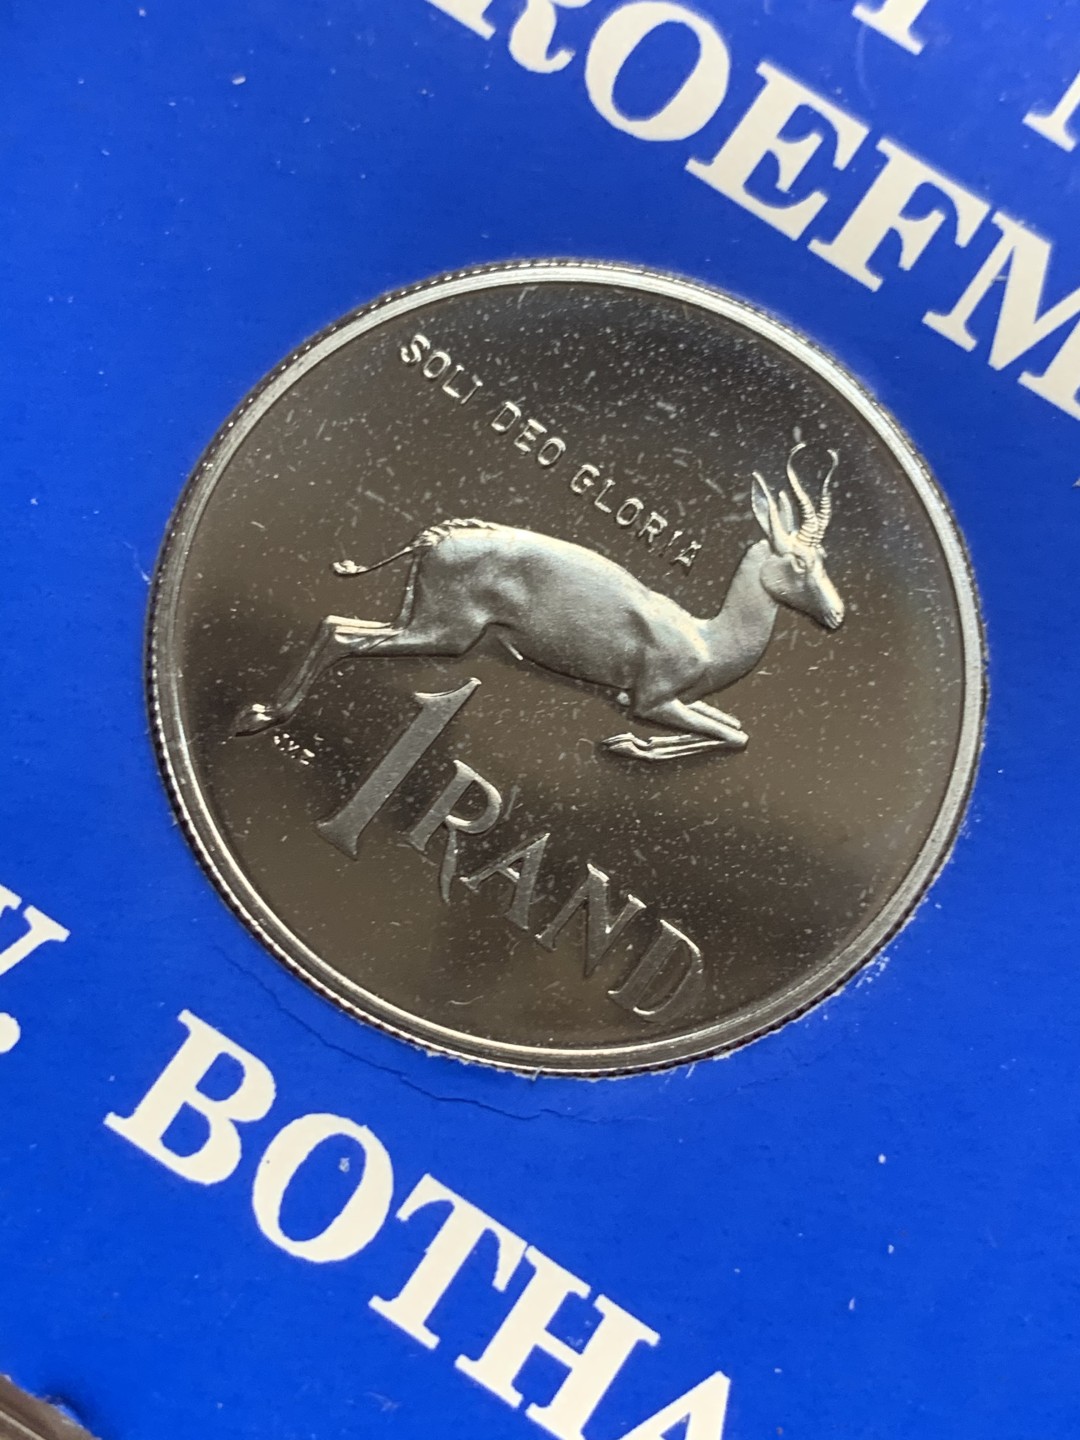 ROEFM
SOLI DEO GLORIA
1 RAND
BOTHA